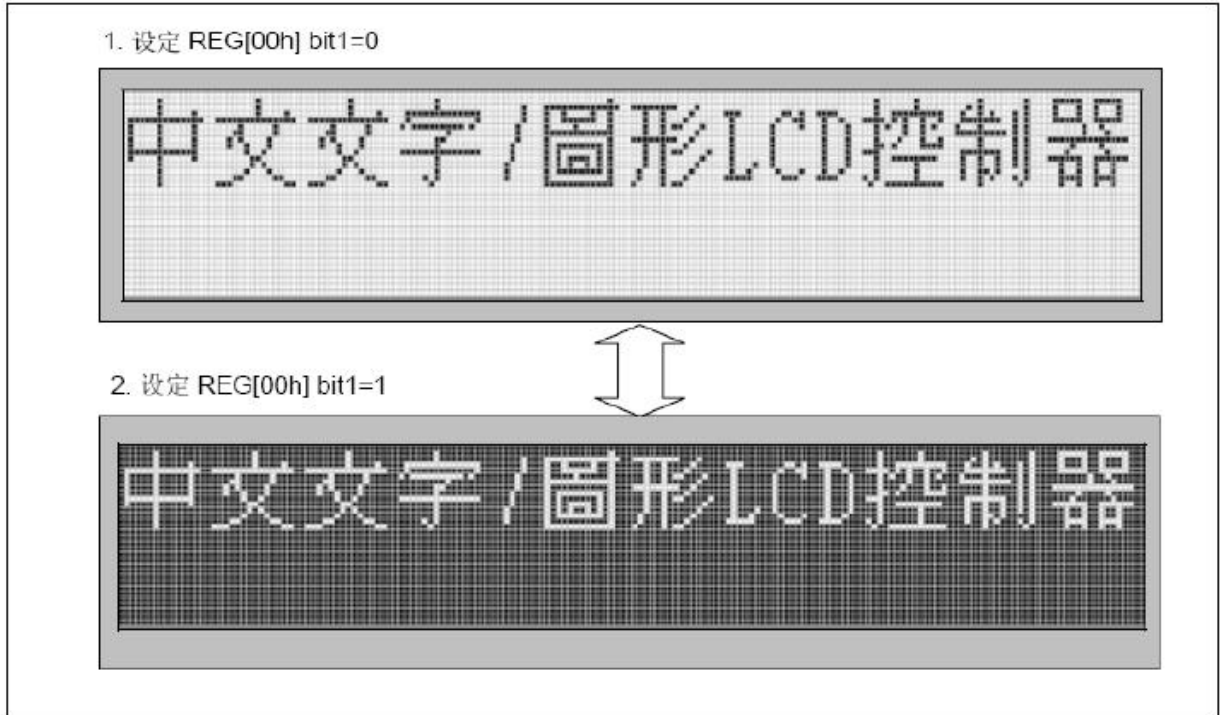 1. 设定 REG[00h] bit1=0
中文文字/圖形LCD控制器
2. 设定 REG[00h] bit1=1
中文文字/圖形LCD控制器